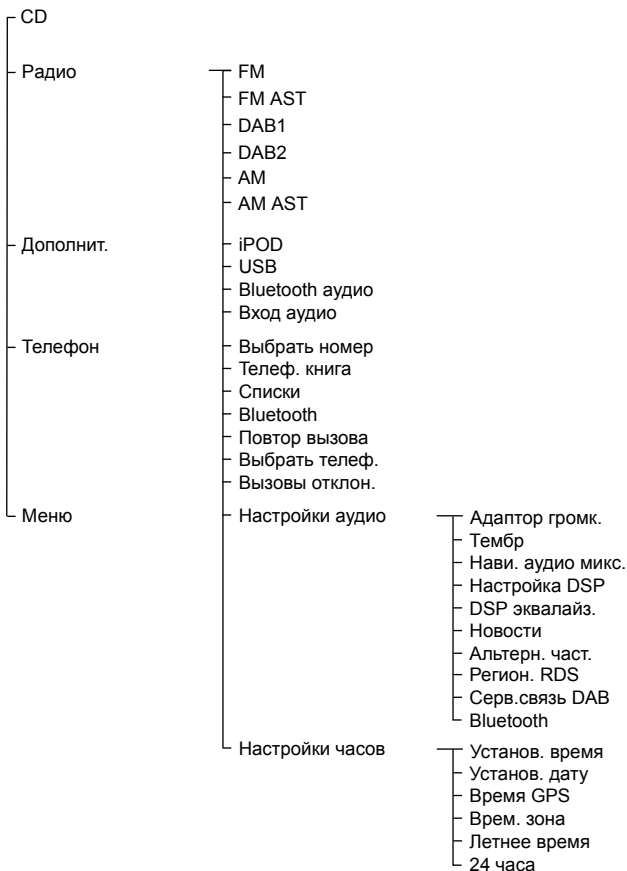 CD
Радио
FM
FM AST
DAB1
DAB2
AM
AM AST
Дополнит.
iPOD
USB
Bluetooth аудио
Вход аудио
Телефон
Выбрать номер
Телеф. книга
Списки
Bluetooth
Повтор вызова
Выбрать телеф.
Вызовы отклон.
Меню
Настройки аудио
Адаптор громк.
Тембр
Нави. аудио микс.
Настройка DSP
DSP эквалайз.
Новости
Альтерн. част.
Регион. RDS
Серв.связь DAB
Bluetooth
Настройки часов
Установ. время
Установ. дату
Время GPS
Врем. зона
Летнее время
24 часа